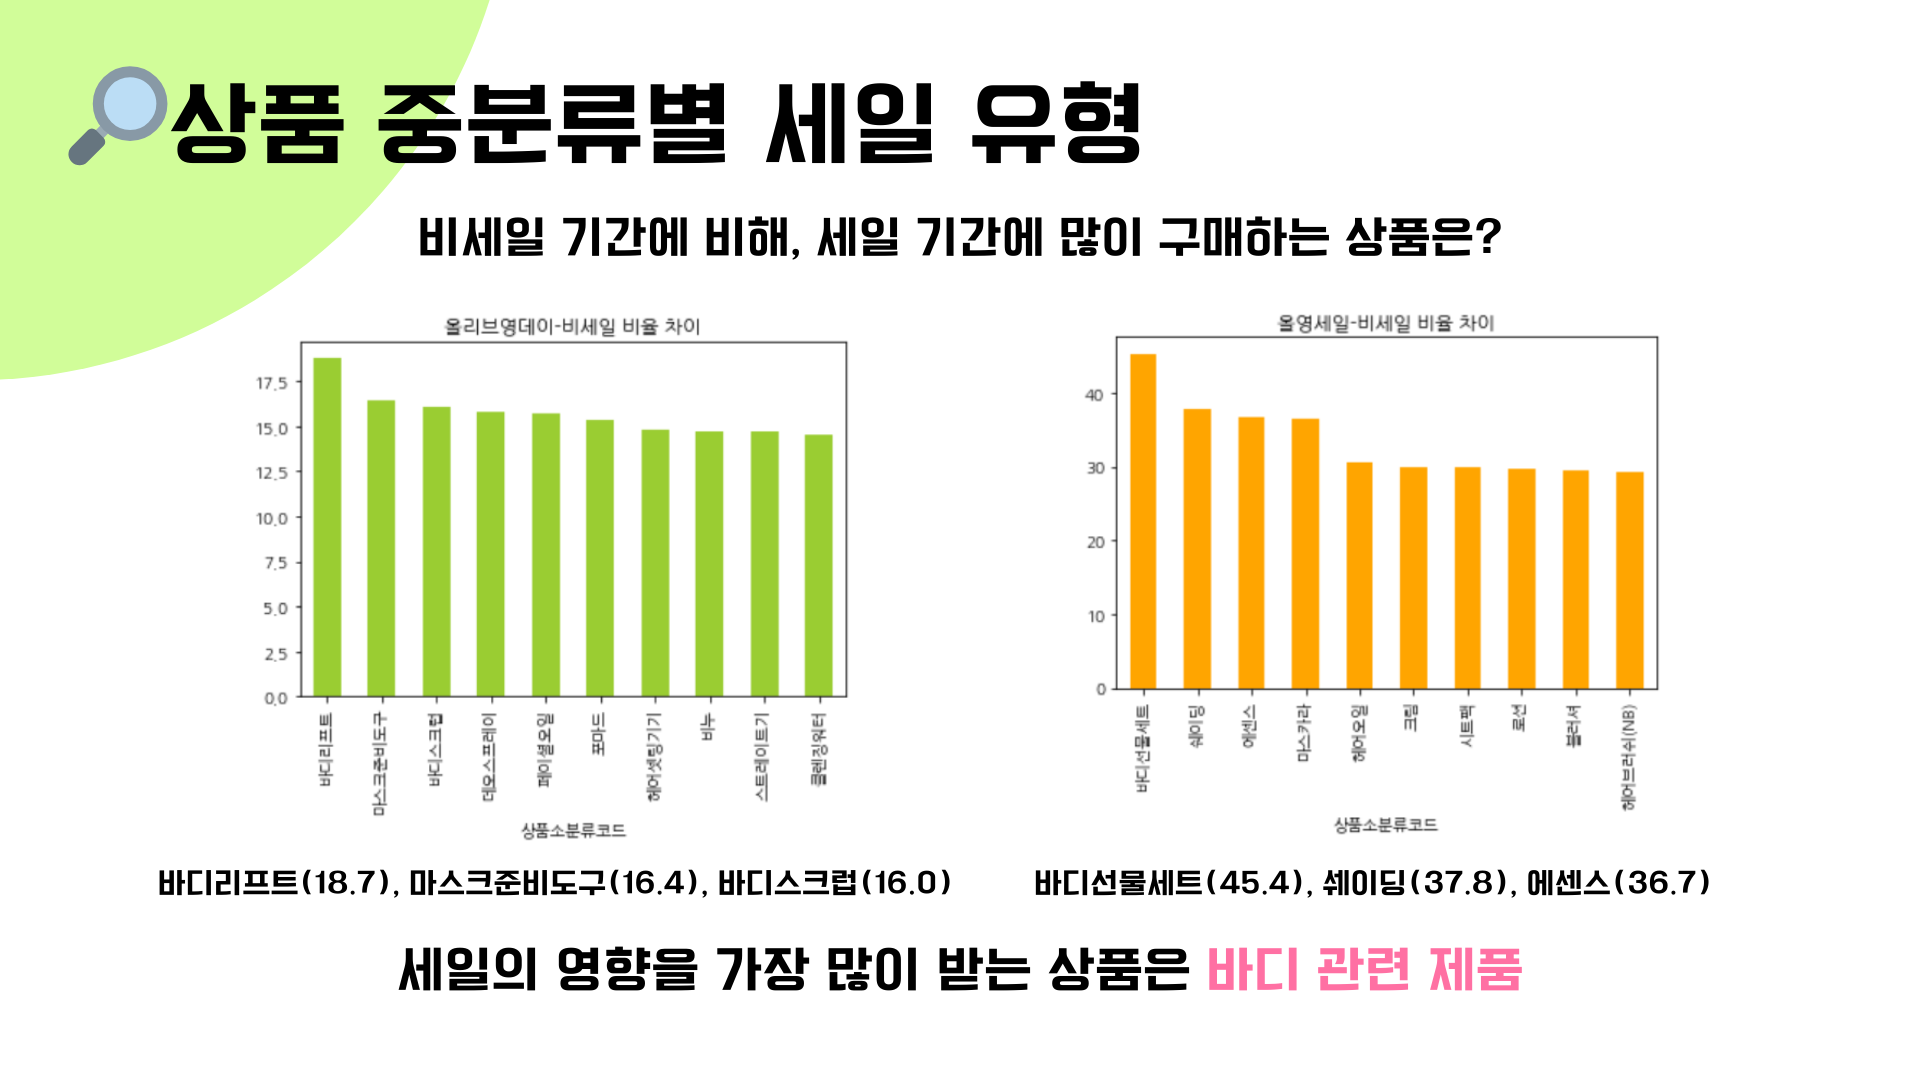 상품 중분류별 세일 유형
비세일 기간에 비해, 세일 기간에 많이 구매하는 상품은?
올리브영데이-비세일 비율 차이
17.5
15.0
12.5
10.0
7.5
5.0
2.5
0.0
바디리프트
마스크준비도구
바디스크럽
데오스프레이
페이셜오일
포마드
헤어셋팅기기
비누
스트레이트기
클렌징워터
상품소분류코드
바디리프트(18.7), 마스크준비도구(16.4), 바디스크럽(16.0)
올영세일-비세일 비율 차이
40
30
20
10
0
바디선물세트
쉐이딩
에센스
마스카라
헤어오일
크림
시트팩
로션
블러셔
헤어브러쉬(NB)
상품소분류코드
바디선물세트(45.4), 쉐이딩(37.8), 에센스(36.7)
세일의 영향을 가장 많이 받는 상품은 바디 관련 제품